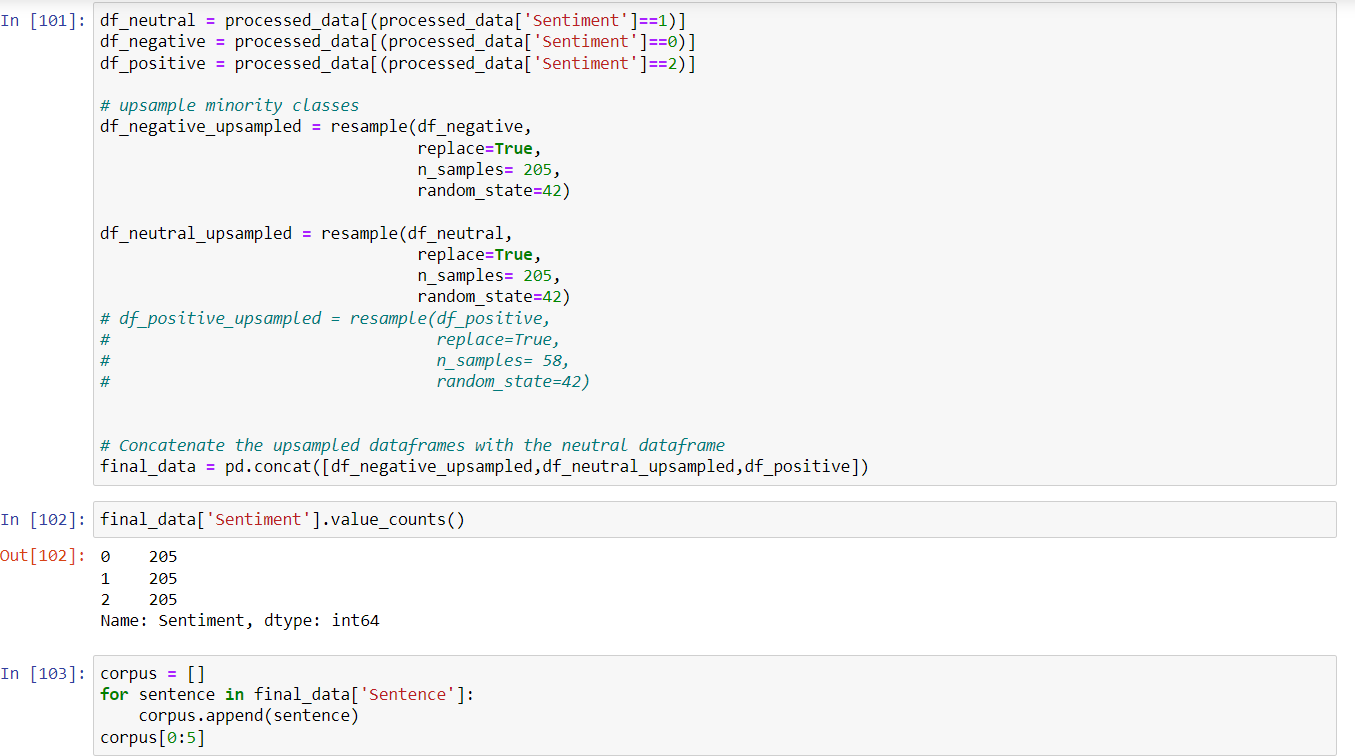 In [101]: df_neutral = processed_data[(processed_data['Sentiment']==1)]
df_negative = processed_data[(processed_data['Sentiment']==0)]
df_positive = processed_data[(processed_data['Sentiment']==2)]
# upsample minority classes
df_negative_upsampled = resample(df_negative,
replace=True,
n_samples= 205,
random_state=42)
df_neutral_upsampled = resample(df_neutral,
replace=True,
n_samples= 205,
random_state=42)
# df_positive_upsampled = resample(df_positive,
# replace=True,
# n_samples= 58,
# random_state=42)
# Concatenate the upsampled dataframes with the neutral dataframe
final_data = pd.concat([df_negative_upsampled,df_neutral_upsampled,df_positive])
In [102]: final_data['Sentiment'].value_counts()
Out[102]: 0 205
1 205
2 205
Name: Sentiment, dtype: int64
In [103]: corpus = []
for sentence in final_data['Sentence']:
corpus.append(sentence)
corpus[0:5]